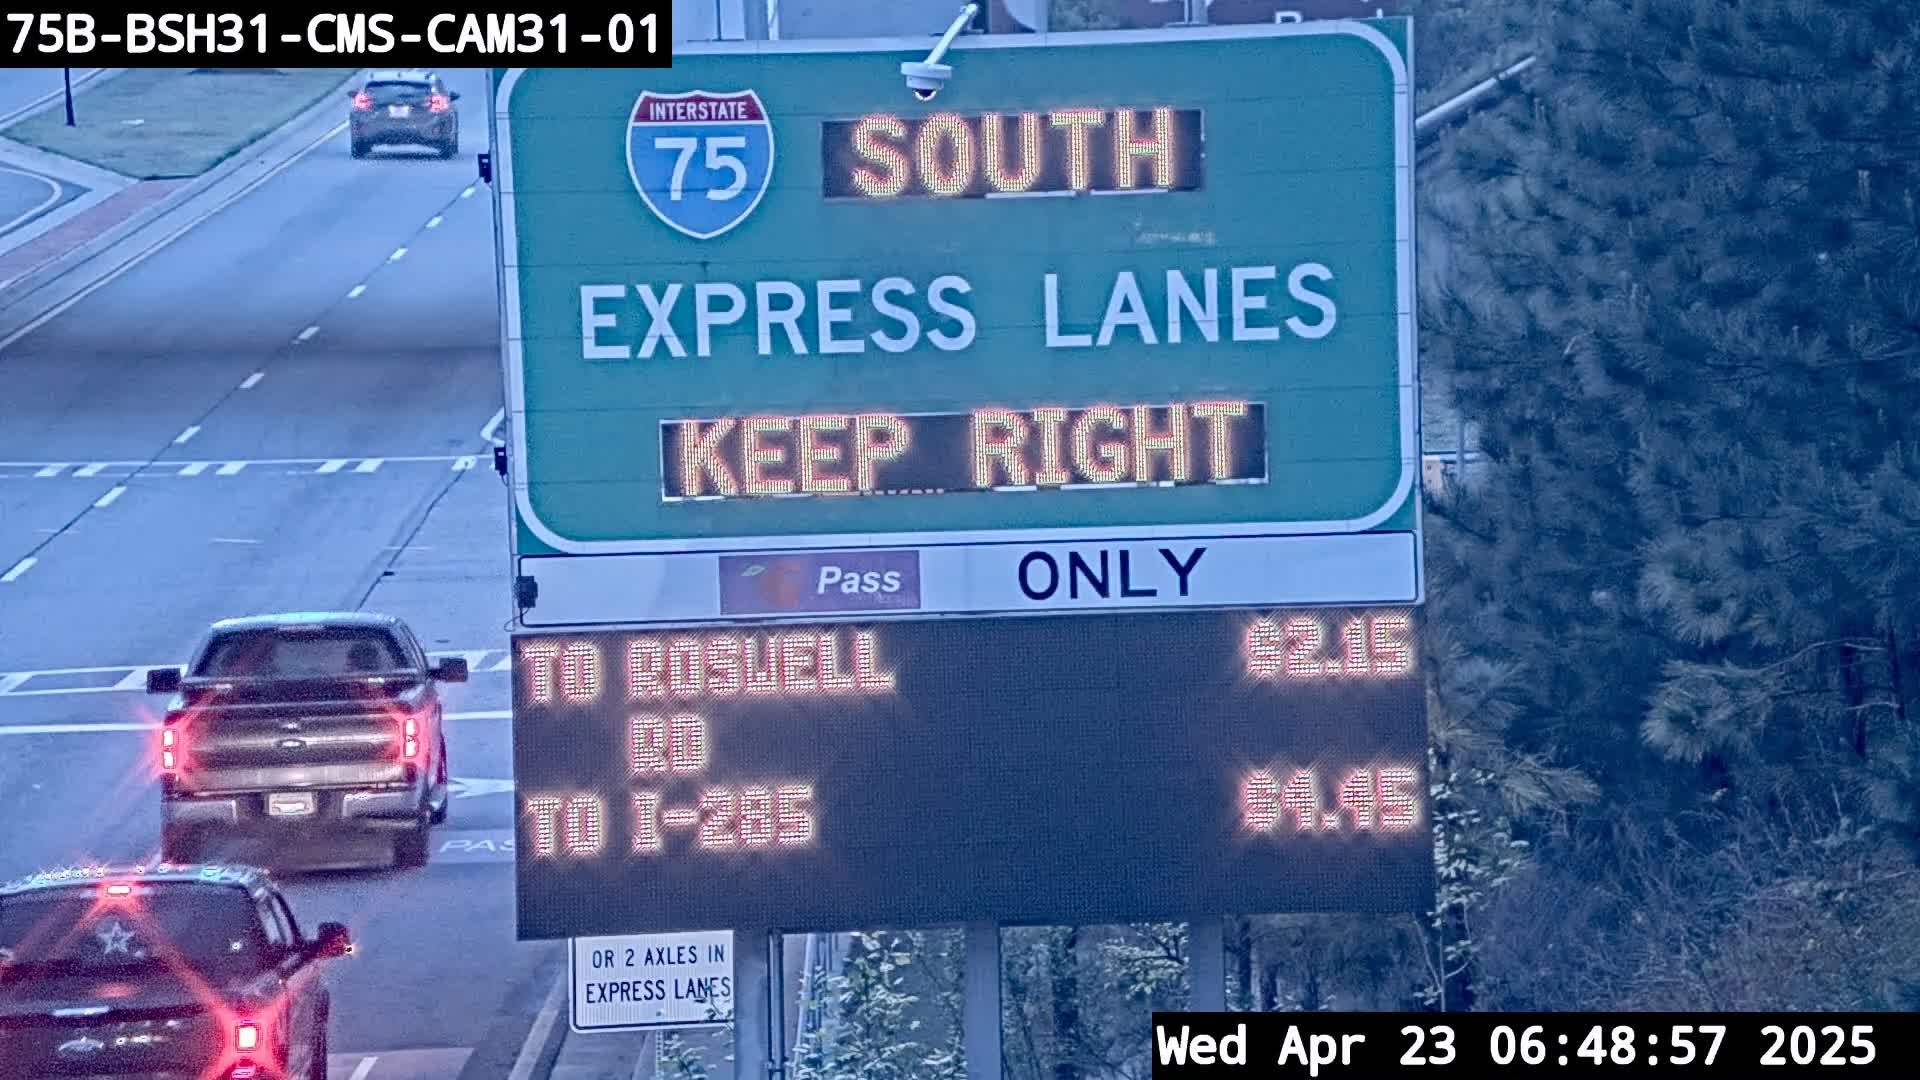 75B-BSH31-CMS-CAM31-01
INTERSTATE
75
SOUTH
EXPRESS LANES
KEEP RIGHT
Pass ONLY
TO ROSWELL $2.15
RD
TO I-285 $4.45
OR 2 AXLES IN
EXPRESS LANES
Wed Apr 23 06:48:57 2025